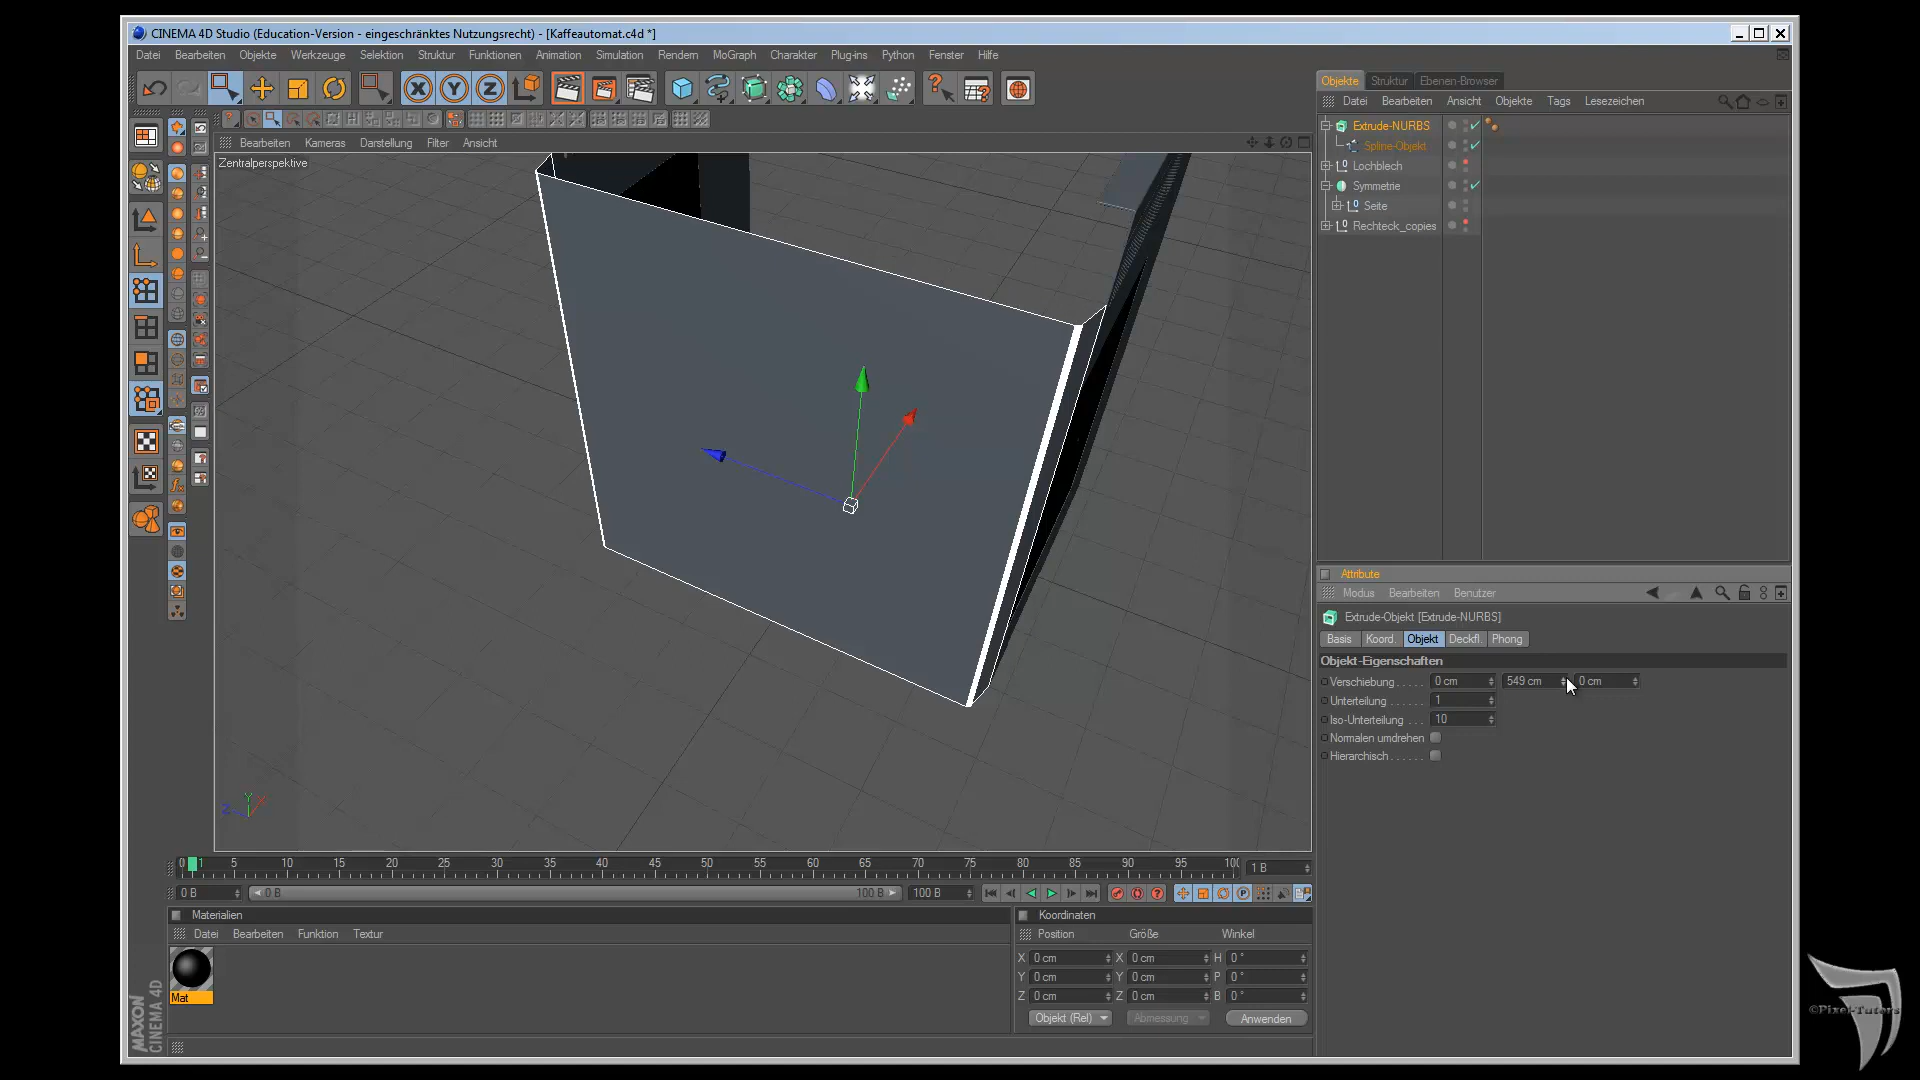 CINEMA 4D Studio (Education-Version - eingeschränktes Nutzungsrecht) - [Kaffeautomat.c4d *]
Datei Bearbeiten Objekte Werkzeuge Selektion Struktur Funktionen Animation Simulation Rendern MoGraph Charakter Plug-ins Python Fenster Hilfe
Objekte Struktur Ebenen-Browser
Datei Bearbeiten Ansicht Objekte Tags Lesezeichen
Extrude-NURBS
Spline-Objekt
Lochblech
Symmetrie
Seite
Rechteck_copies
Bearbeiten Kameras Darstellung Filter Ansicht
Zentralperspektive
Attribute
Modus Bearbeiten Benutzer
Extrude-Objekt [Extrude-NURBS]
Basis Koord. Objekt Deckfl. Phong
Objekt-Eigenschaften
Verschiebung . . . . . 0 cm 549 cm 0 cm
Unterteilung . . . . . 1
Iso-Unterteilung . . . 10
Normalen umdrehen
Hierarchisch . . . . . .
Z Y X
0 1 5 10 15 20 25 30 35 40 45 50 55 60 65 70 75 80 85 90 95 100 1 B
0 B 0 B 100 B 100 B
Materialien
Datei Bearbeiten Funktion Textur
Mat
Koordinaten
Position Größe Winkel
X 0 cm X 0 cm H 0 °
Y 0 cm Y 0 cm P 0 °
Z 0 cm Z 0 cm B 0 °
Objekt (Rel) Abmessung Anwenden
MAXON
CINEMA 4D
©Pixel-Tutors